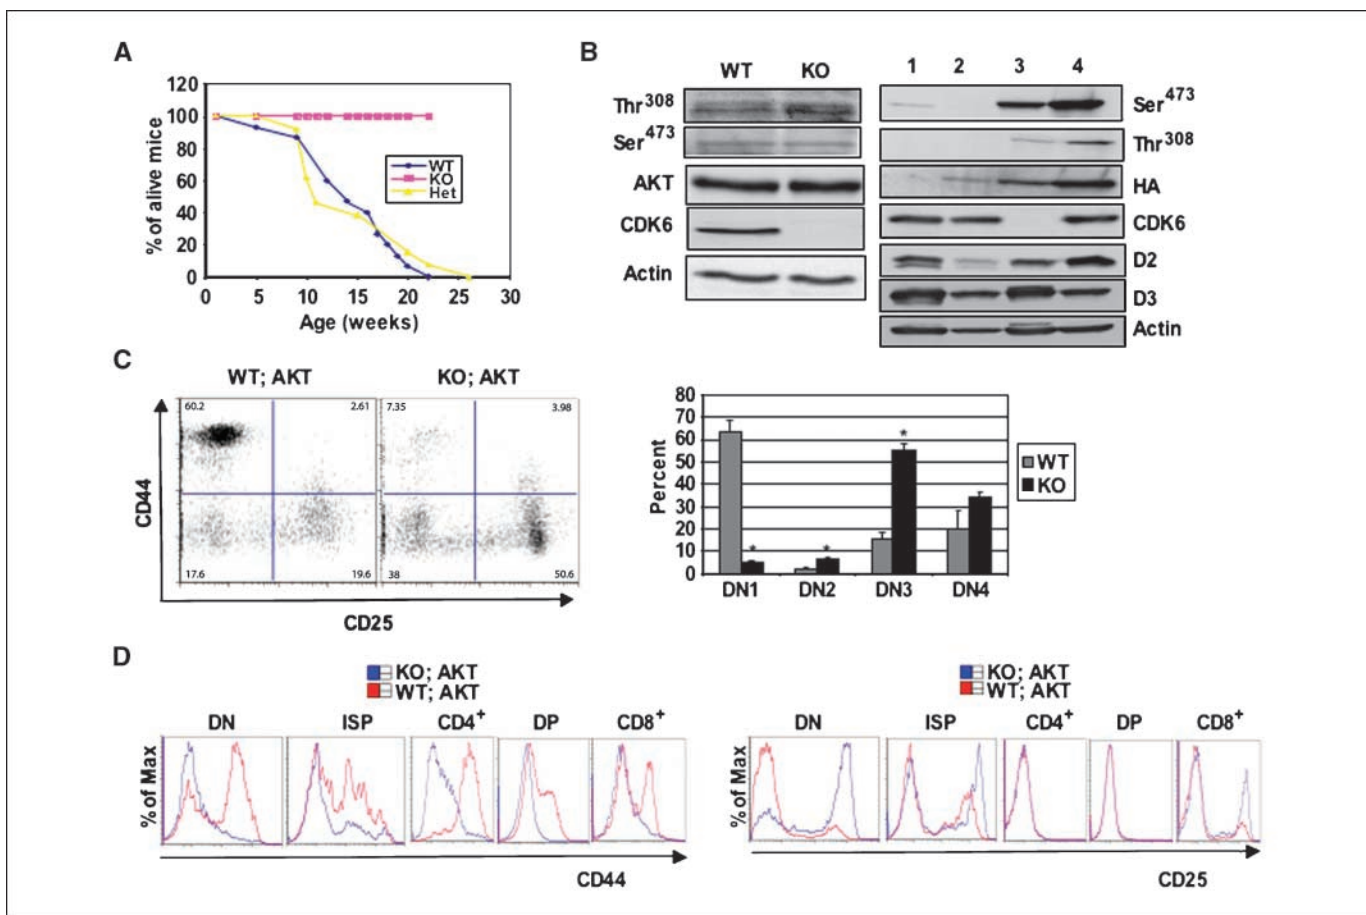 A
120
100
80
60
40
20
0
% of alive mice
WT
KO
Het
0 5 10 15 20 25 30
Age (weeks)
B
WT KO
Thr308
Ser473
AKT
CDK6
Actin
1 2 3 4
Ser473
Thr308
HA
CDK6
D2
D3
Actin
C
WT; AKT KO; AKT
60.2 2.61 7.35 3.98
17.6 19.6 38 50.6
CD44
CD25
80
70
60
50
40
30
20
10
0
Percent
* * *
WT
KO
DN1 DN2 DN3 DN4
D
KO; AKT
WT; AKT
DN ISP CD4+ DP CD8+
% of Max
CD44
KO; AKT
WT; AKT
DN ISP CD4+ DP CD8+
% of Max
CD25